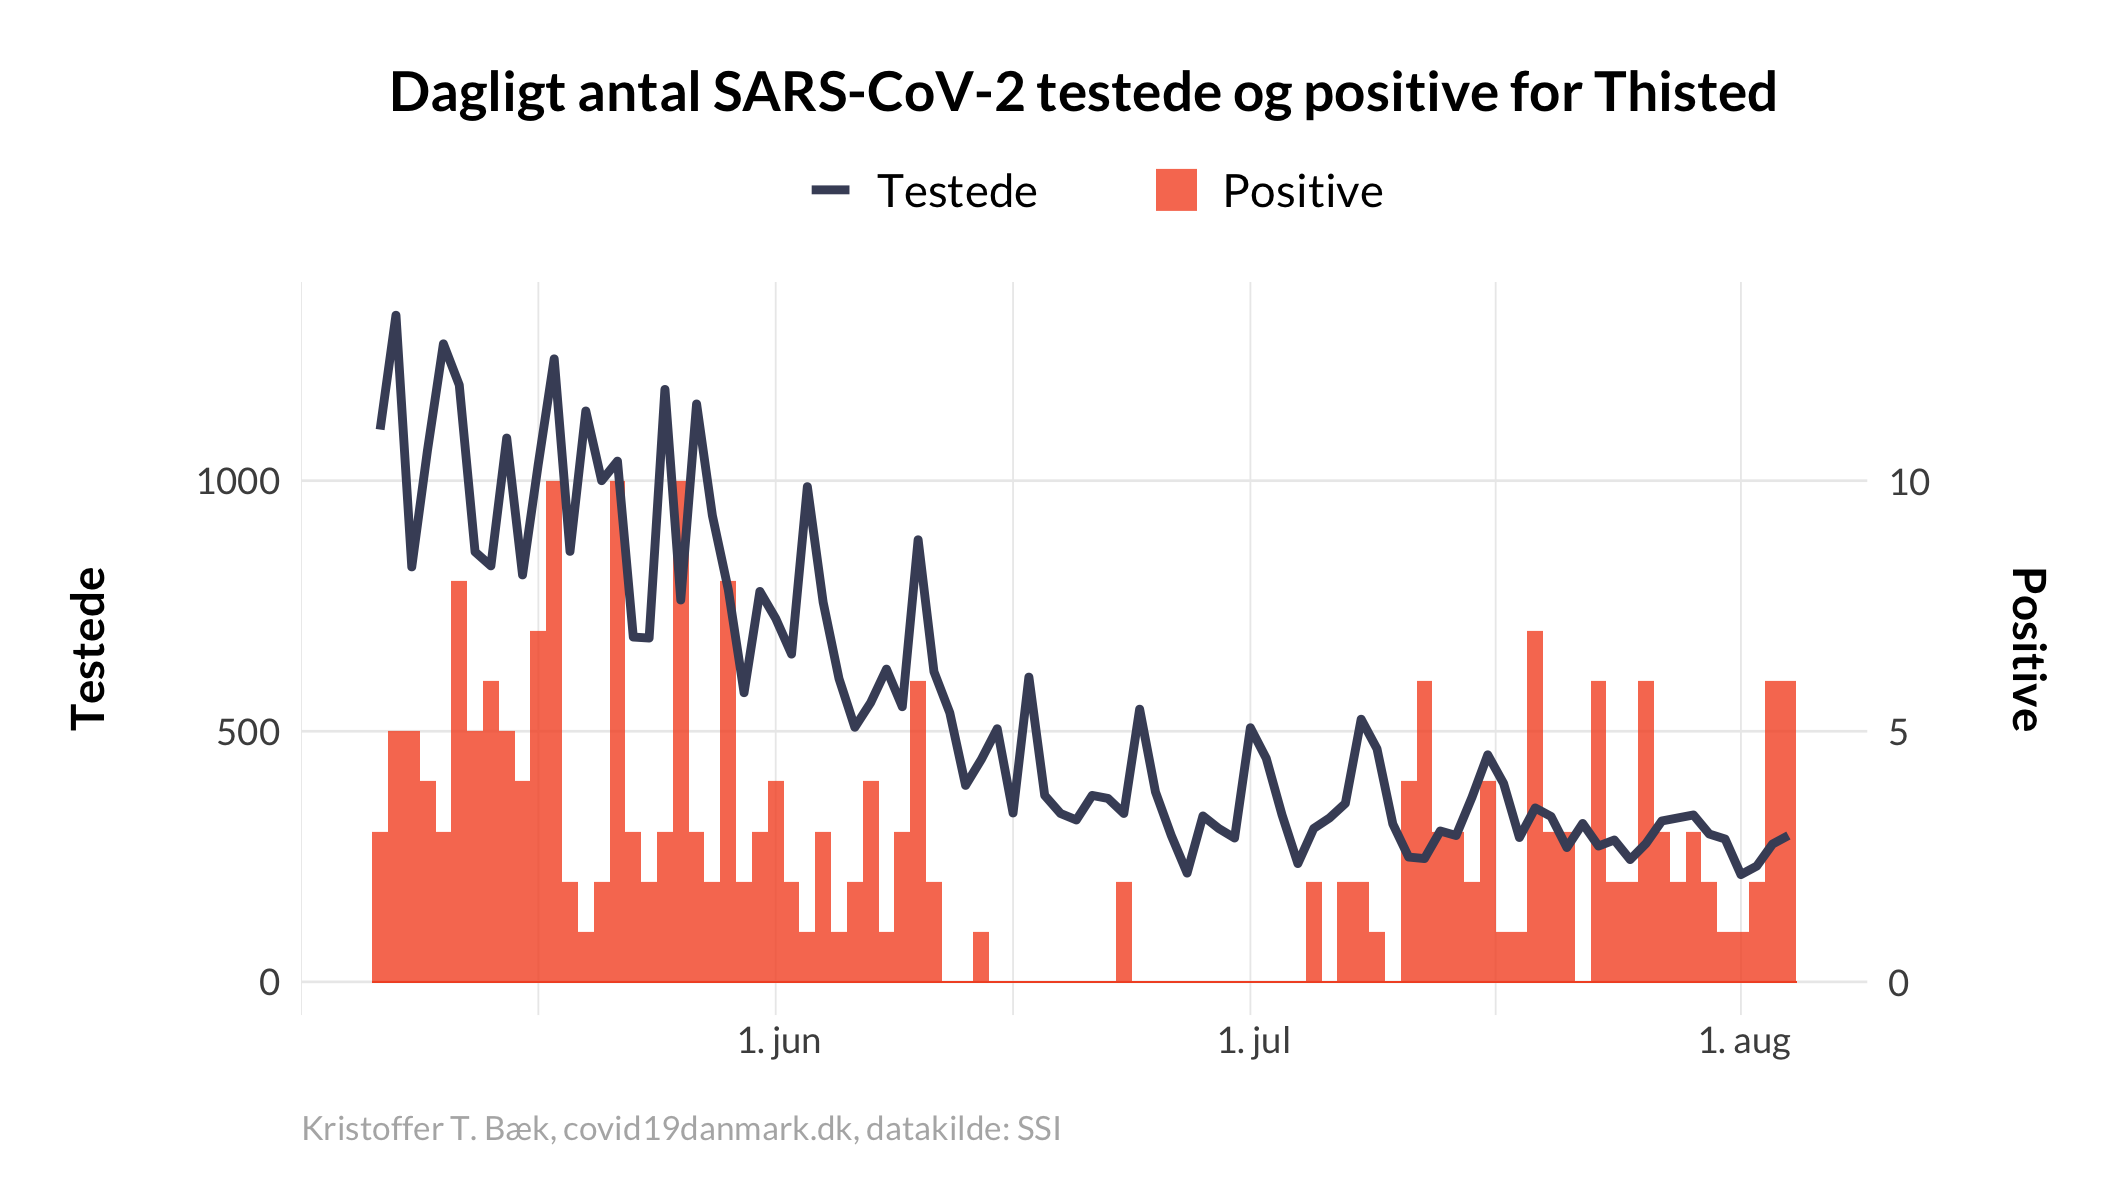 Dagligt antal SARS-CoV-2 testede og positive for Thisted
Testede Positive
1000
500
0
10
5
0
Testede
Positive
1. jun 1. jul 1. aug
Kristoffer T. Bæk, covid19danmark.dk, datakilde: SSI